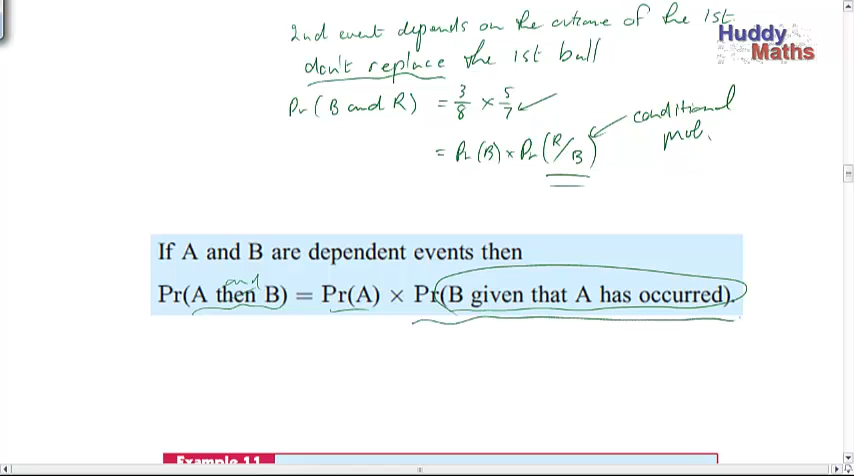 2nd event depends on the outcome of the 1st.
Huddy
Maths
don't replace the 1st ball
Pr(B and R) = 3/8 × 5/7
conditional
prob.
= Pr(B) × Pr(R/B)
If A and B are dependent events then
and
Pr(A then B) = Pr(A) × Pr(B given that A has occurred).
Example 11